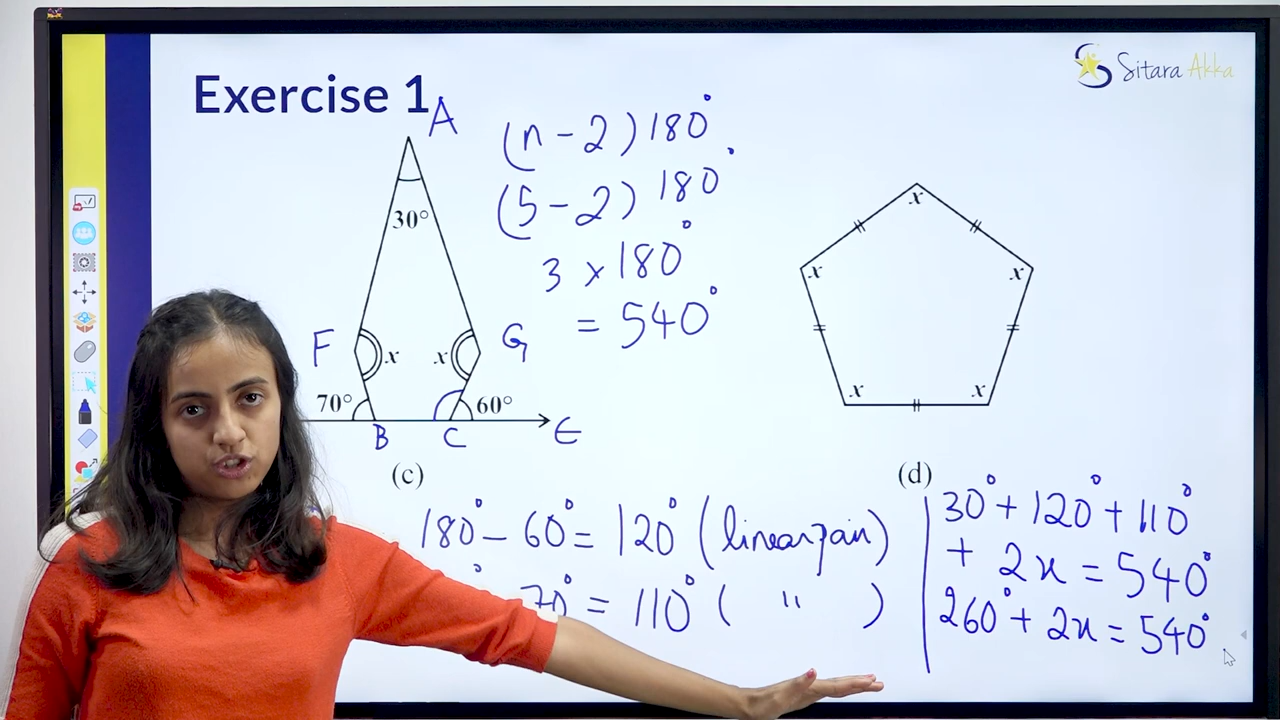 Sitara Akka
Exercise 1
A
(n - 2) 180°
(5 - 2) 180°
3 x 180°
= 540°
30°
F
x
x
G
70°
60°
B
C
E
(c)
x
x
x
x
x
(d)
180° - 60° = 120° (linear pair)
70° = 110° ( " )
30° + 120° + 110°
+ 2x = 540°
260° + 2x = 540°